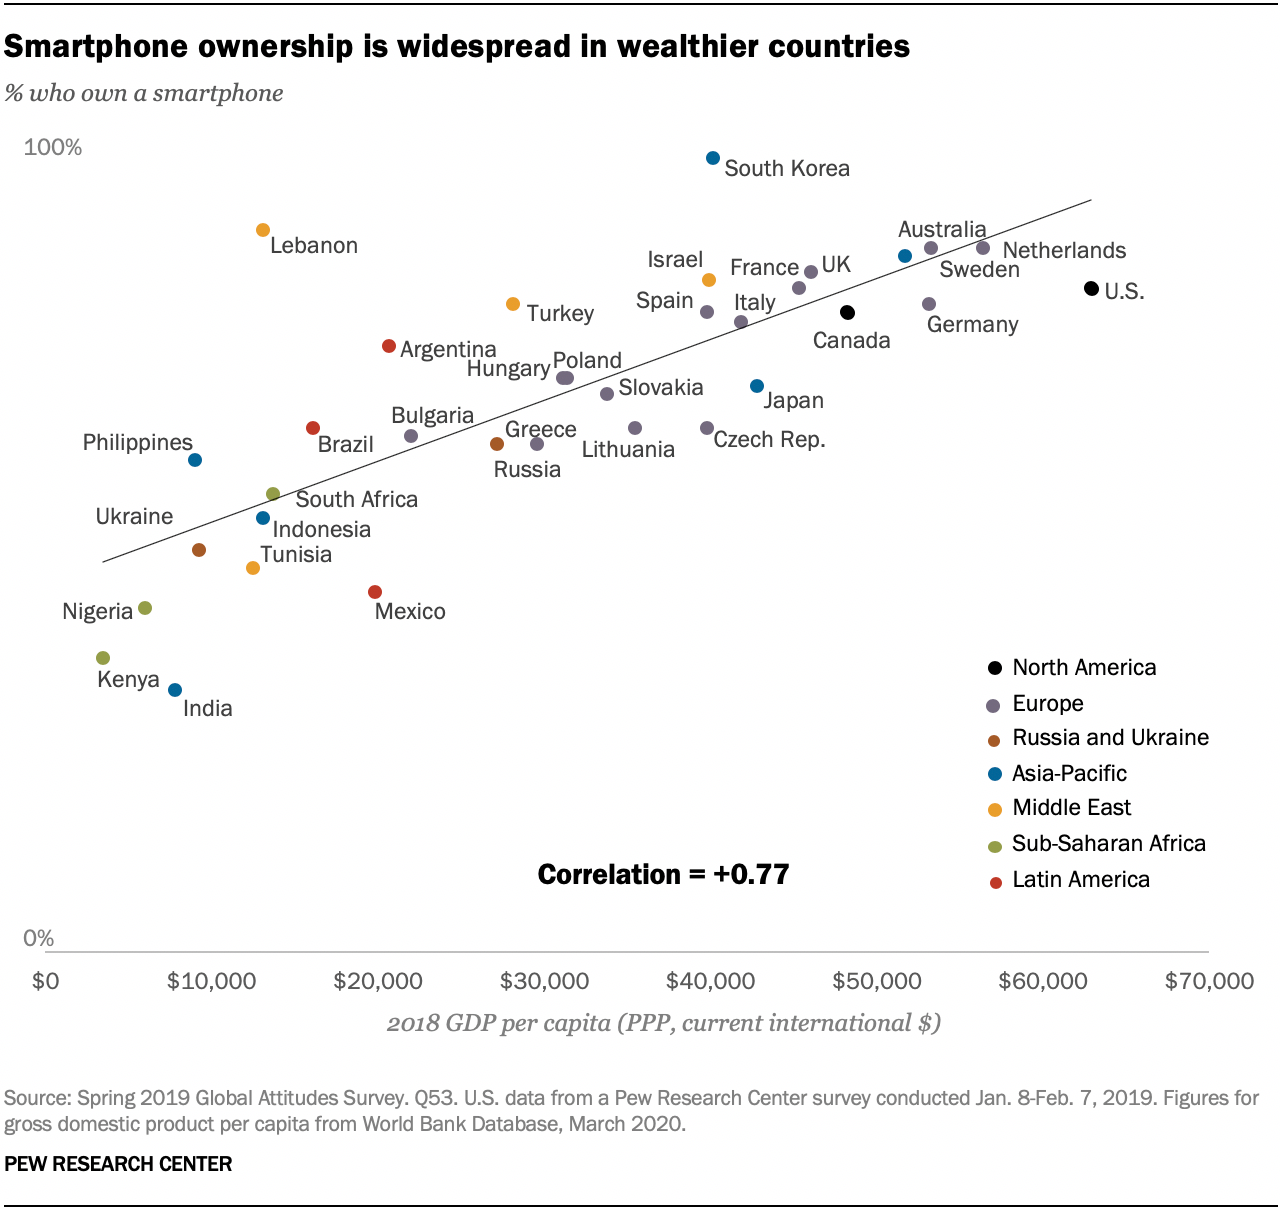 Smartphone ownership is widespread in wealthier countries
% who own a smartphone
100%
South Korea
Lebanon
Australia
Netherlands
Israel
France
UK
Sweden
U.S.
Spain
Italy
Turkey
Germany
Canada
Argentina
Hungary
Poland
Slovakia
Japan
Bulgaria
Greece
Philippines
Brazil
Lithuania
Czech Rep.
Russia
South Africa
Ukraine
Indonesia
Tunisia
Nigeria
Mexico
Kenya
India
North America
Europe
Russia and Ukraine
Asia-Pacific
Middle East
Sub-Saharan Africa
Latin America
Correlation = +0.77
0%
$0 $10,000 $20,000 $30,000 $40,000 $50,000 $60,000 $70,000
2018 GDP per capita (PPP, current international $)
Source: Spring 2019 Global Attitudes Survey. Q53. U.S. data from a Pew Research Center survey conducted Jan. 8-Feb. 7, 2019. Figures for
gross domestic product per capita from World Bank Database, March 2020.
PEW RESEARCH CENTER